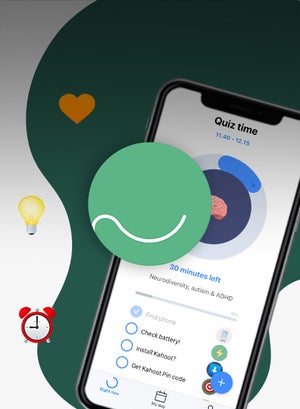 Quiz time
11.40 - 12.15
30 minutes left
Neurodiversity, autism & ADHD
Find phone
Check battery!
Install Kahoot?
Get Kahoot Pin code
Right now
My day